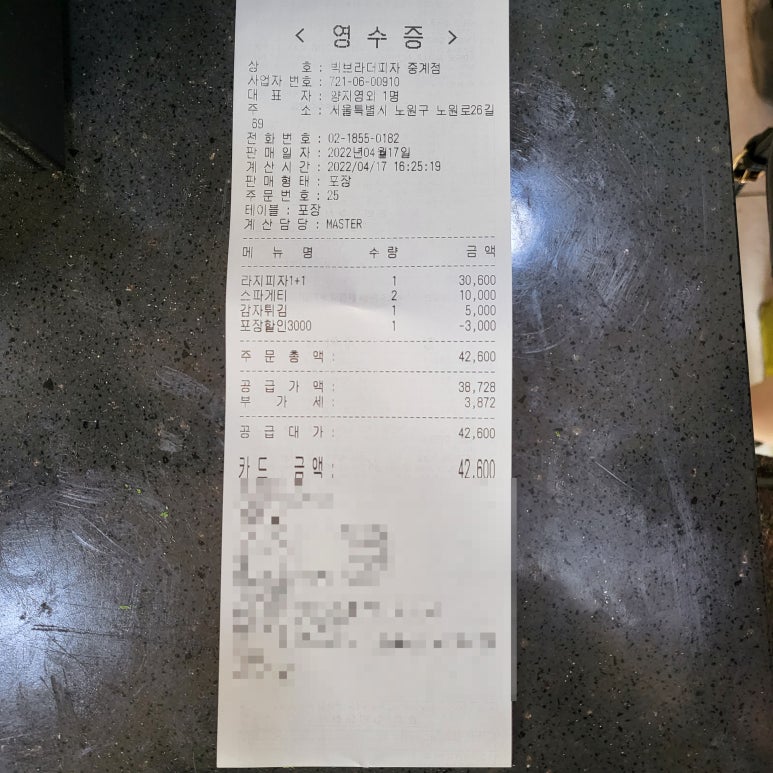 < 영 수 증 >
상 호 : 빅브라더피자 중계점
사업자 번호 : 721-06-00910
대 표 자 : 양지영외 1명
주 소 : 서울특별시 노원구 노원로26길
69
전 화 번 호 : 02-1855-0182
판 매 일 자 : 2022년04월17일
계 산 시 간 : 2022/04/17 16:25:19
판 매 형 태 : 포장
주 문 번 호 : 25
테이블 : 포장
계 산 담 당 : MASTER
메 뉴 명 수 량 금 액
라지피자1+1 1 30,600
스파게티 2 10,000
감자튀김 1 5,000
포장할인3000 1 -3,000
주 문 총 액 : 42,600
공 급 가 액 : 38,728
부 가 세 : 3,872
공 급 대 가 : 42,600
카 드 금 액 : 42,600